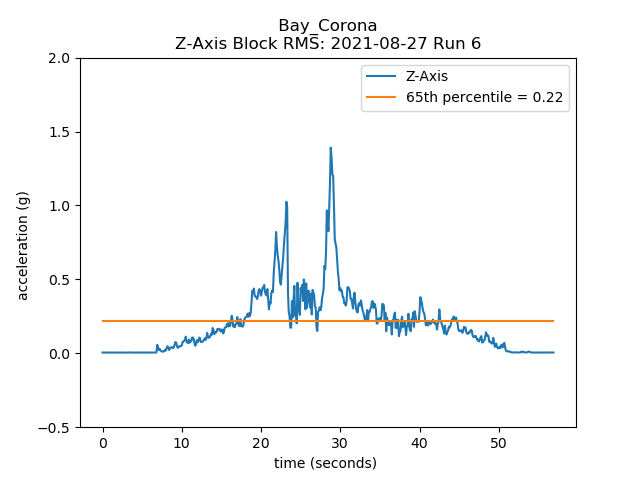 Bay_Corona
Z-Axis Block RMS: 2021-08-27 Run 6
Z-Axis
65th percentile = 0.22
2.0
1.5
1.0
0.5
0.0
−0.5
acceleration (g)
0 10 20 30 40 50
time (seconds)